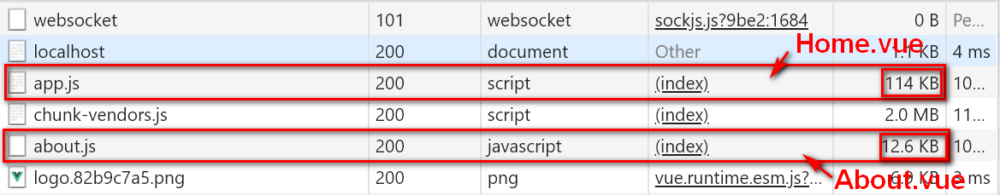 websocket 101 websocket sockjs.js?9be2:1684 0 B Pe...
Home.vue
localhost 200 document Other 1.1 KB 4 ms
app.js 200 script (index) 114 KB 10...
chunk-vendors.js 200 script (index) 2.0 MB 11...
about.js 200 javascript (index) 12.6 KB 10...
logo.82b9c7a5.png 200 png vue.runtime.esm.js?... 6.9 KB 3 ms
About.vue